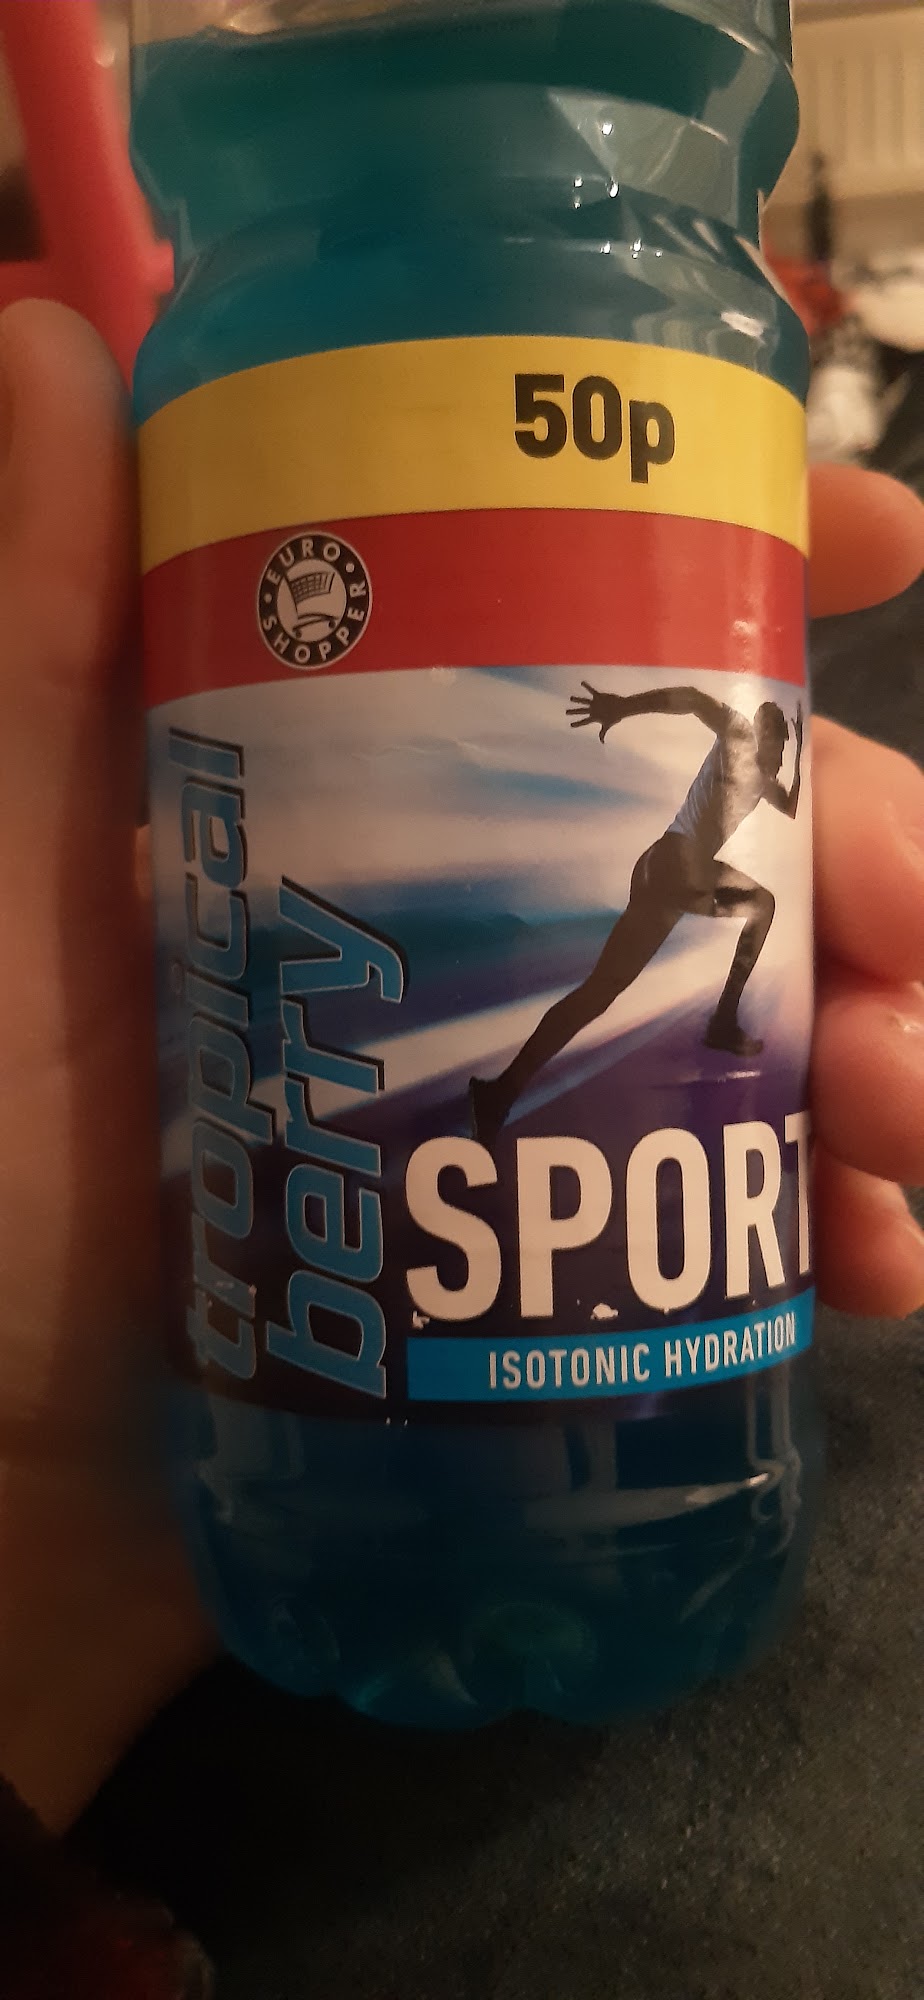 50p
EURO SHOPPER
tropical
berry
SPORT
ISOTONIC HYDRATION